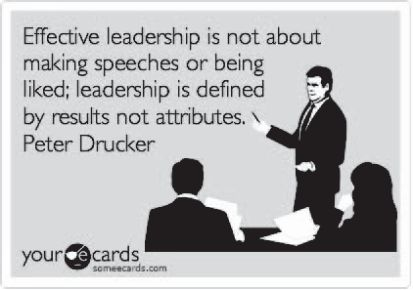 Effective leadership is not about
making speeches or being
liked; leadership is defined
by results not attributes.
Peter Drucker
your e cards
someecards.com